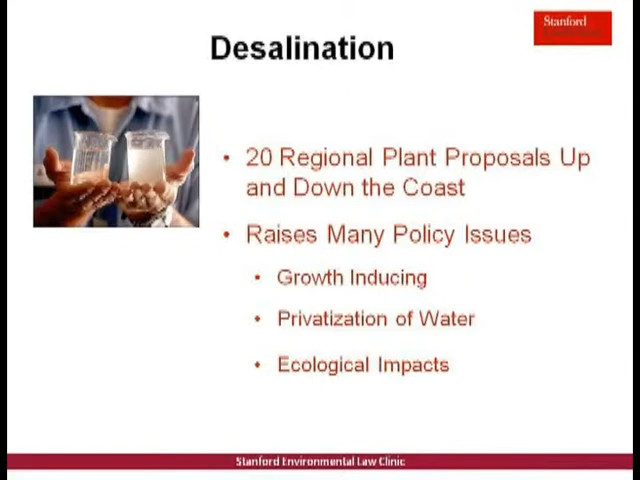 Stanford
Desalination
• 20 Regional Plant Proposals Up
and Down the Coast
• Raises Many Policy Issues
• Growth Inducing
• Privatization of Water
• Ecological Impacts
Stanford Environmental Law Clinic